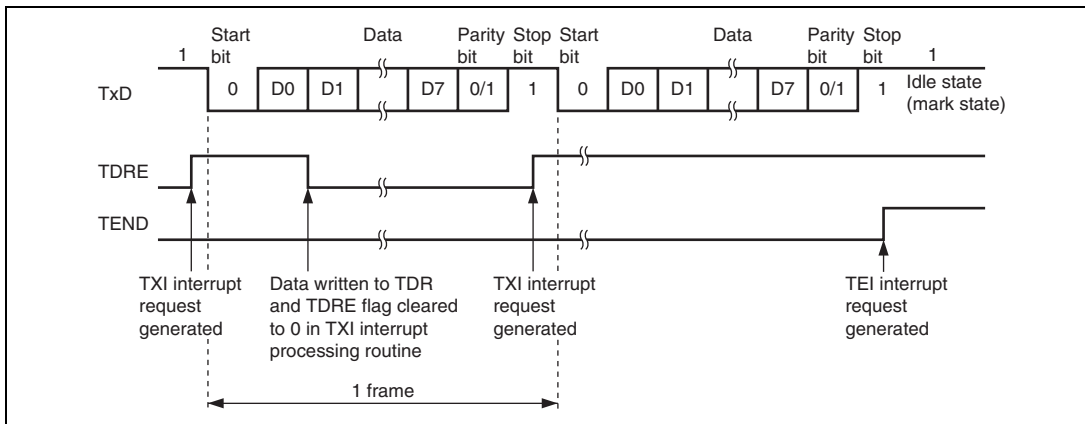 Start bit Data Parity bit Stop bit Start bit Data Parity bit Stop bit
1 1
TxD 0 D0 D1 D7 0/1 1 0 D0 D1 D7 0/1 1 Idle state (mark state)
TDRE
TEND
TXI interrupt request generated
Data written to TDR and TDRE flag cleared to 0 in TXI interrupt processing routine
TXI interrupt request generated
TEI interrupt request generated
1 frame